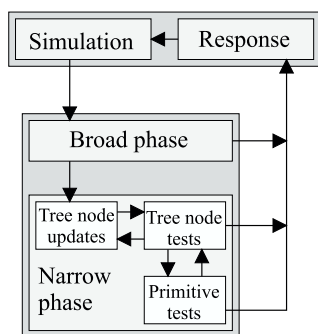 Simulation
Response
Broad phase
Tree node
updates
Tree node
tests
Narrow
phase
Primitive
tests